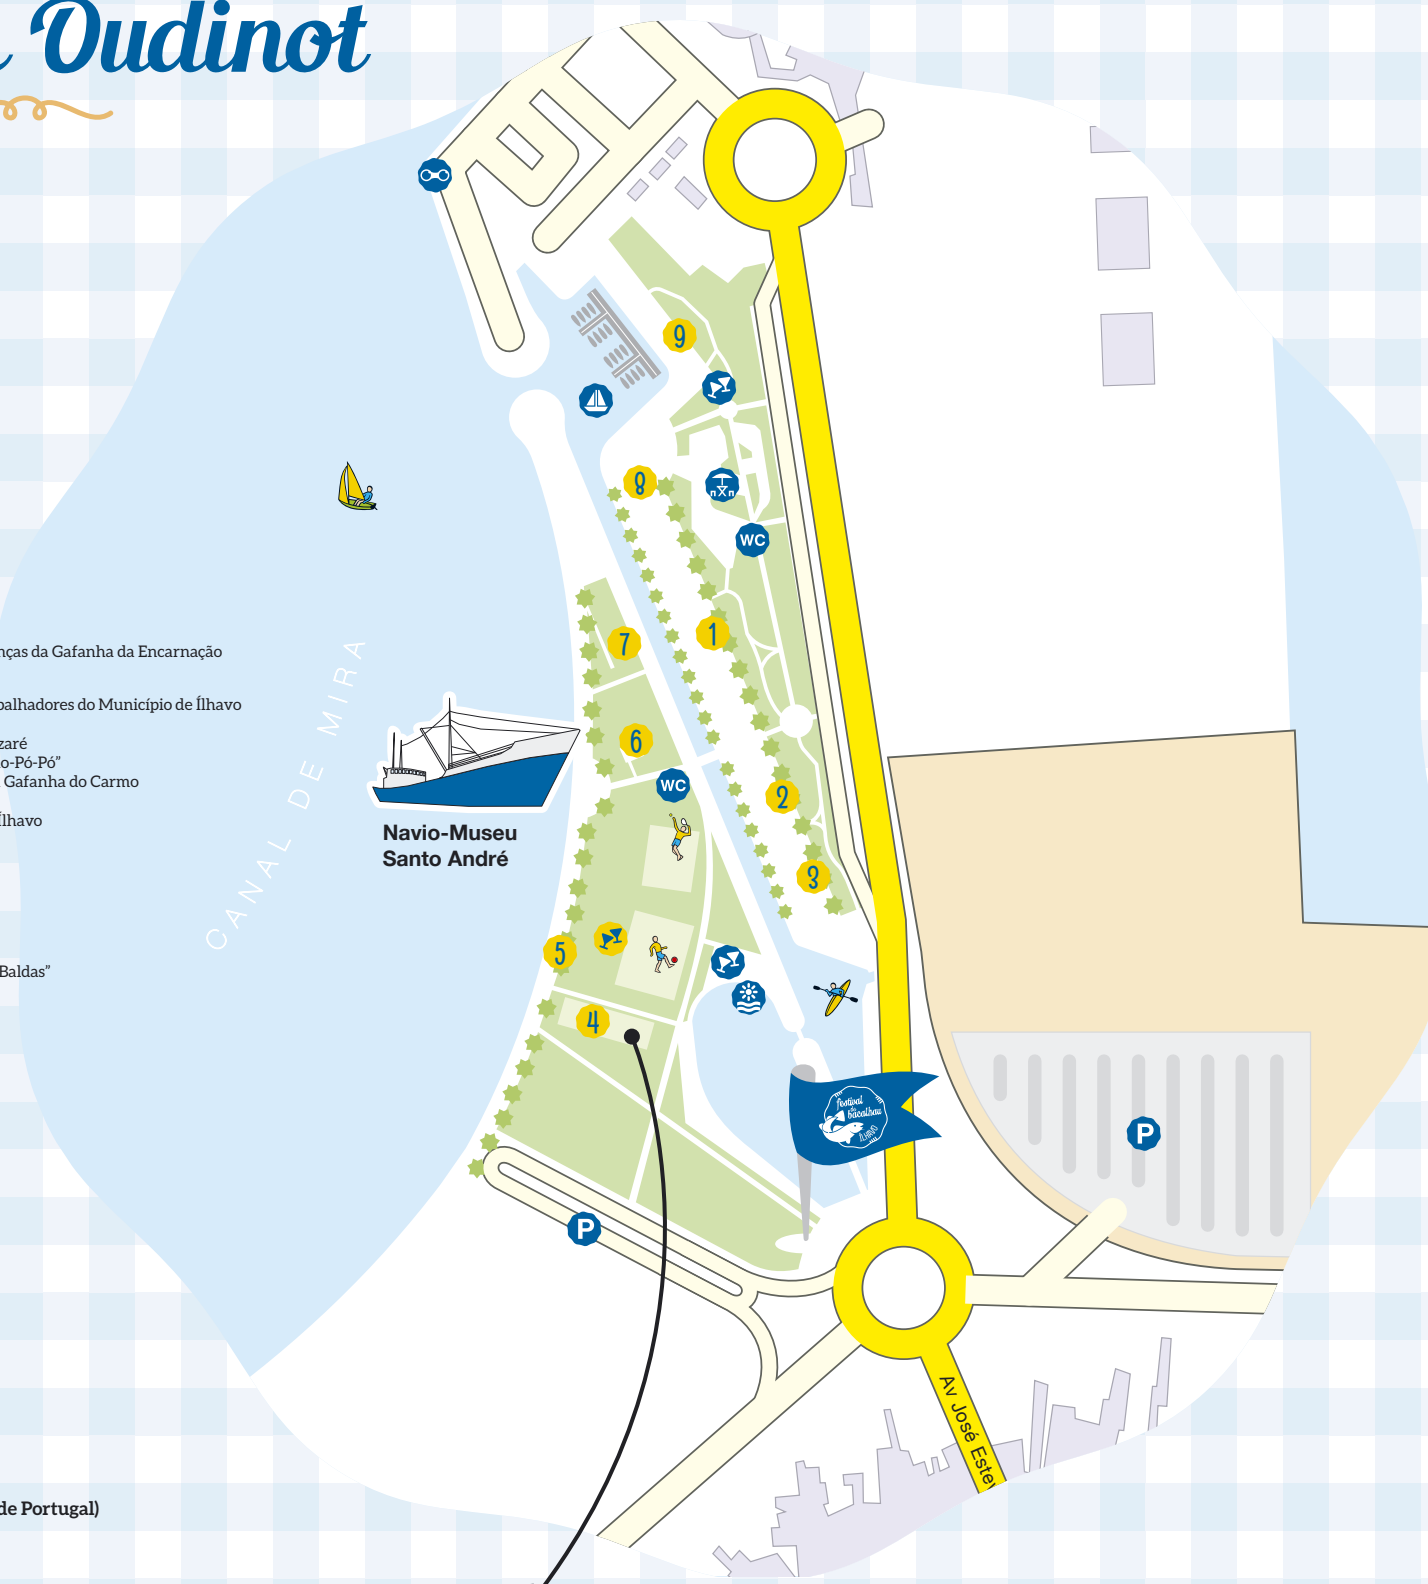 Oudinot
9
8
WC
1
7
nças da Gafanha da Encarnação
balhadores do Município de Ílhavo
zaré
o-Pó-Pó”
Gafanha do Carmo
Ílhavo
CANAL DE MIRA
6
WC
2
Navio-Museu
Santo André
3
5
Baldas”
4
festival
do
bacalhau
ÍLHAVO
P
P
Av José Estev
de Portugal)